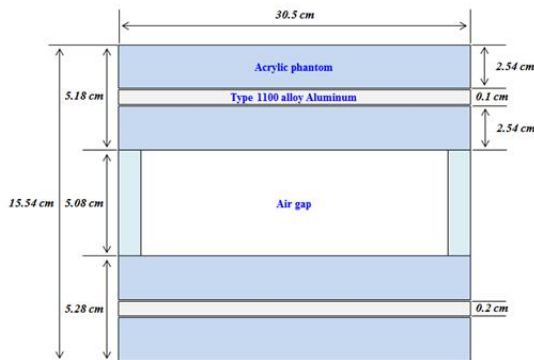 30.5 cm
Acrylic phantom
2.54 cm
5.18 cm
Type 1100 alloy Aluminum
0.1 cm
2.54 cm
15.54 cm
5.08 cm
Air gap
5.28 cm
0.2 cm